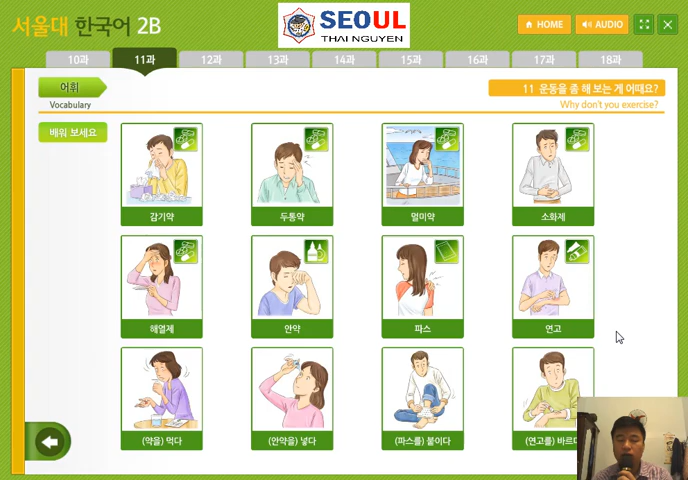 서울대 한국어 2B
SEOUL
THAI NGUYEN
HOME
AUDIO
10과
11과
12과
13과
14과
15과
16과
17과
18과
어휘
Vocabulary
11 운동을 좀 해 보는 게 어때요?
Why don't you exercise?
배워 보세요
감기약
두통약
멀미약
소화제
해열제
안약
파스
연고
(약을) 먹다
(안약을) 넣다
(파스를) 붙이다
(연고를) 바르